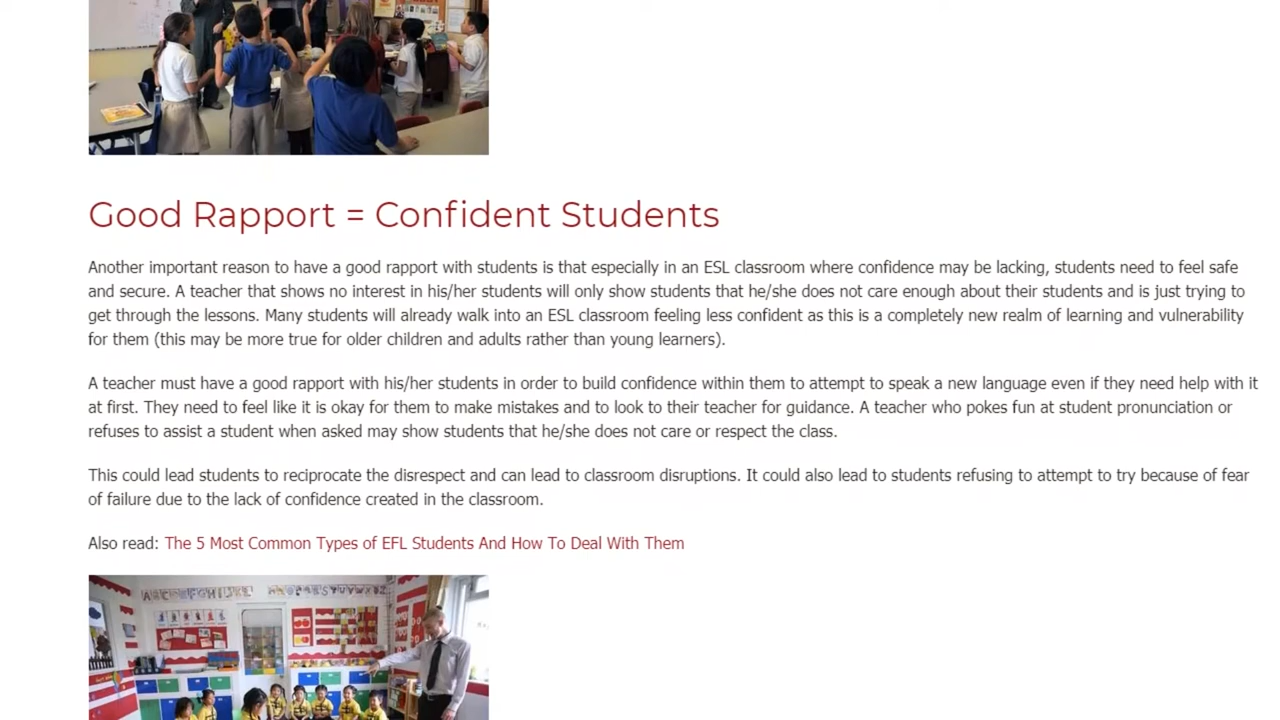 Good Rapport = Confident Students
Another important reason to have a good rapport with students is that especially in an ESL classroom where confidence may be lacking, students need to feel safe
and secure. A teacher that shows no interest in his/her students will only show students that he/she does not care enough about their students and is just trying to
get through the lessons. Many students will already walk into an ESL classroom feeling less confident as this is a completely new realm of learning and vulnerability
for them (this may be more true for older children and adults rather than young learners).
A teacher must have a good rapport with his/her students in order to build confidence within them to attempt to speak a new language even if they need help with it
at first. They need to feel like it is okay for them to make mistakes and to look to their teacher for guidance. A teacher who pokes fun at student pronunciation or
refuses to assist a student when asked may show students that he/she does not care or respect the class.
This could lead students to reciprocate the disrespect and can lead to classroom disruptions. It could also lead to students refusing to attempt to try because of fear
of failure due to the lack of confidence created in the classroom.
Also read: The 5 Most Common Types of EFL Students And How To Deal With Them